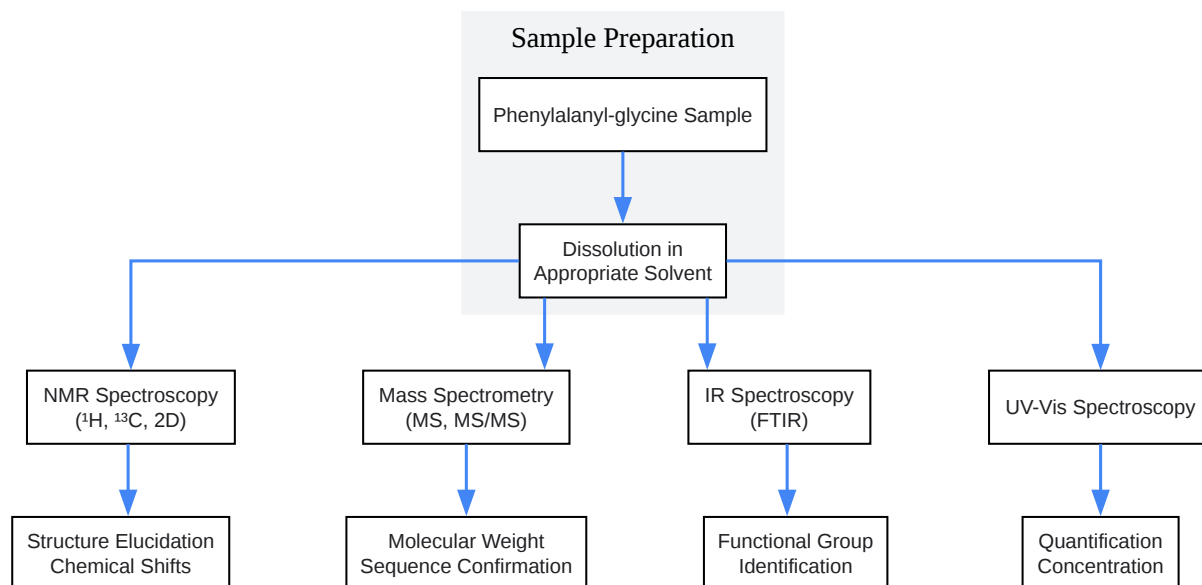 Sample Preparation
Phenylalanyl-glycine Sample
Dissolution in
Appropriate Solvent
NMR Spectroscopy
(¹H, ¹³C, 2D)
Mass Spectrometry
(MS, MS/MS)
IR Spectroscopy
(FTIR)
UV-Vis Spectroscopy
Structure Elucidation
Chemical Shifts
Molecular Weight
Sequence Confirmation
Functional Group
Identification
Quantification
Concentration